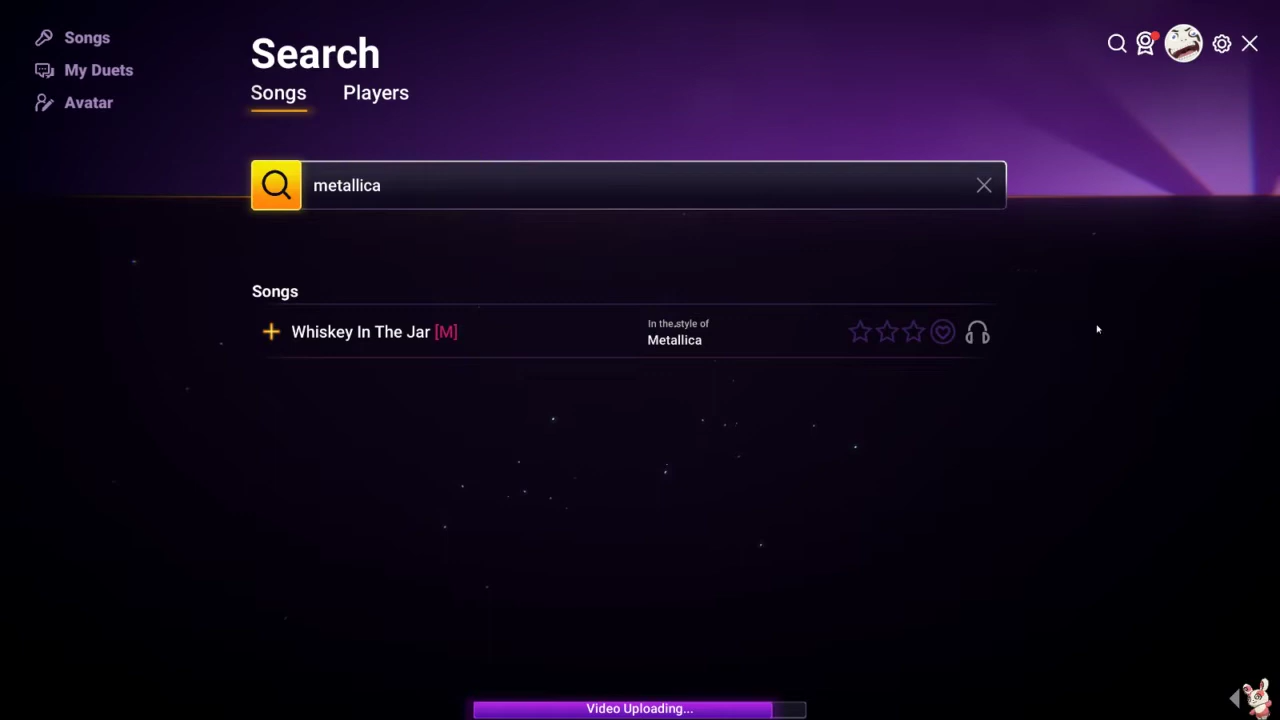 Songs
My Duets
Avatar
Search
Songs Players
metallica
Songs
Whiskey In The Jar [M]
In the style of
Metallica
Video Uploading...